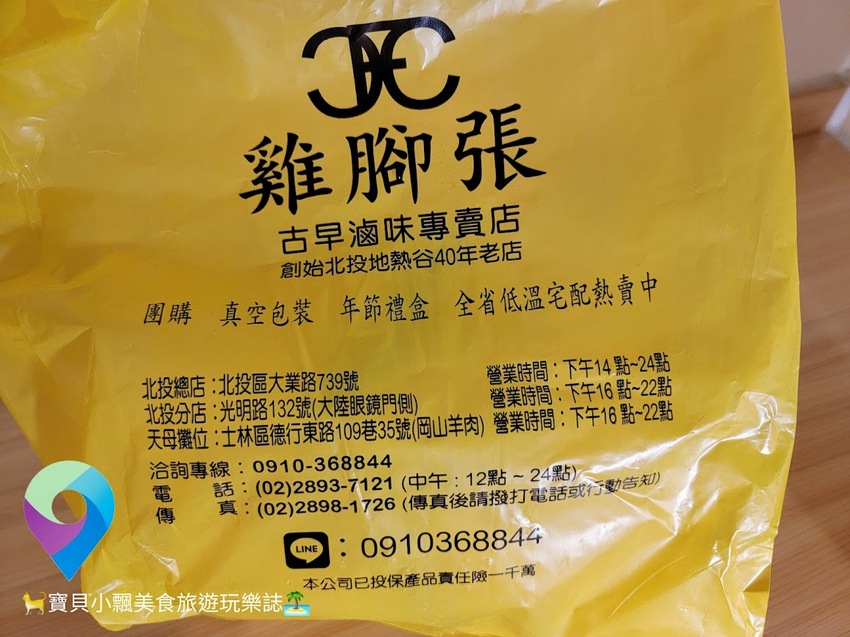 雞腳張
古早滷味專賣店
創始北投地熱谷40年老店
團購 真空包裝 年節禮盒 全省低溫宅配熱賣中
北投總店:北投區大業路739號 營業時間:下午14點~24點
北投分店:光明路132號(大陸眼鏡門側) 營業時間:下午16點~22點
天母攤位:士林區德行東路109巷35號(岡山羊肉) 營業時間:下午16點~22點
洽詢專線:0910-368844
電 話:(02)2893-7121 (中午:12點~24點)
傳 真:(02)2898-1726 (傳真後請撥打電話或行動告知)
LINE : 0910368844
本公司已投保產品責任險一千萬
寶貝小飄美食旅遊玩樂誌